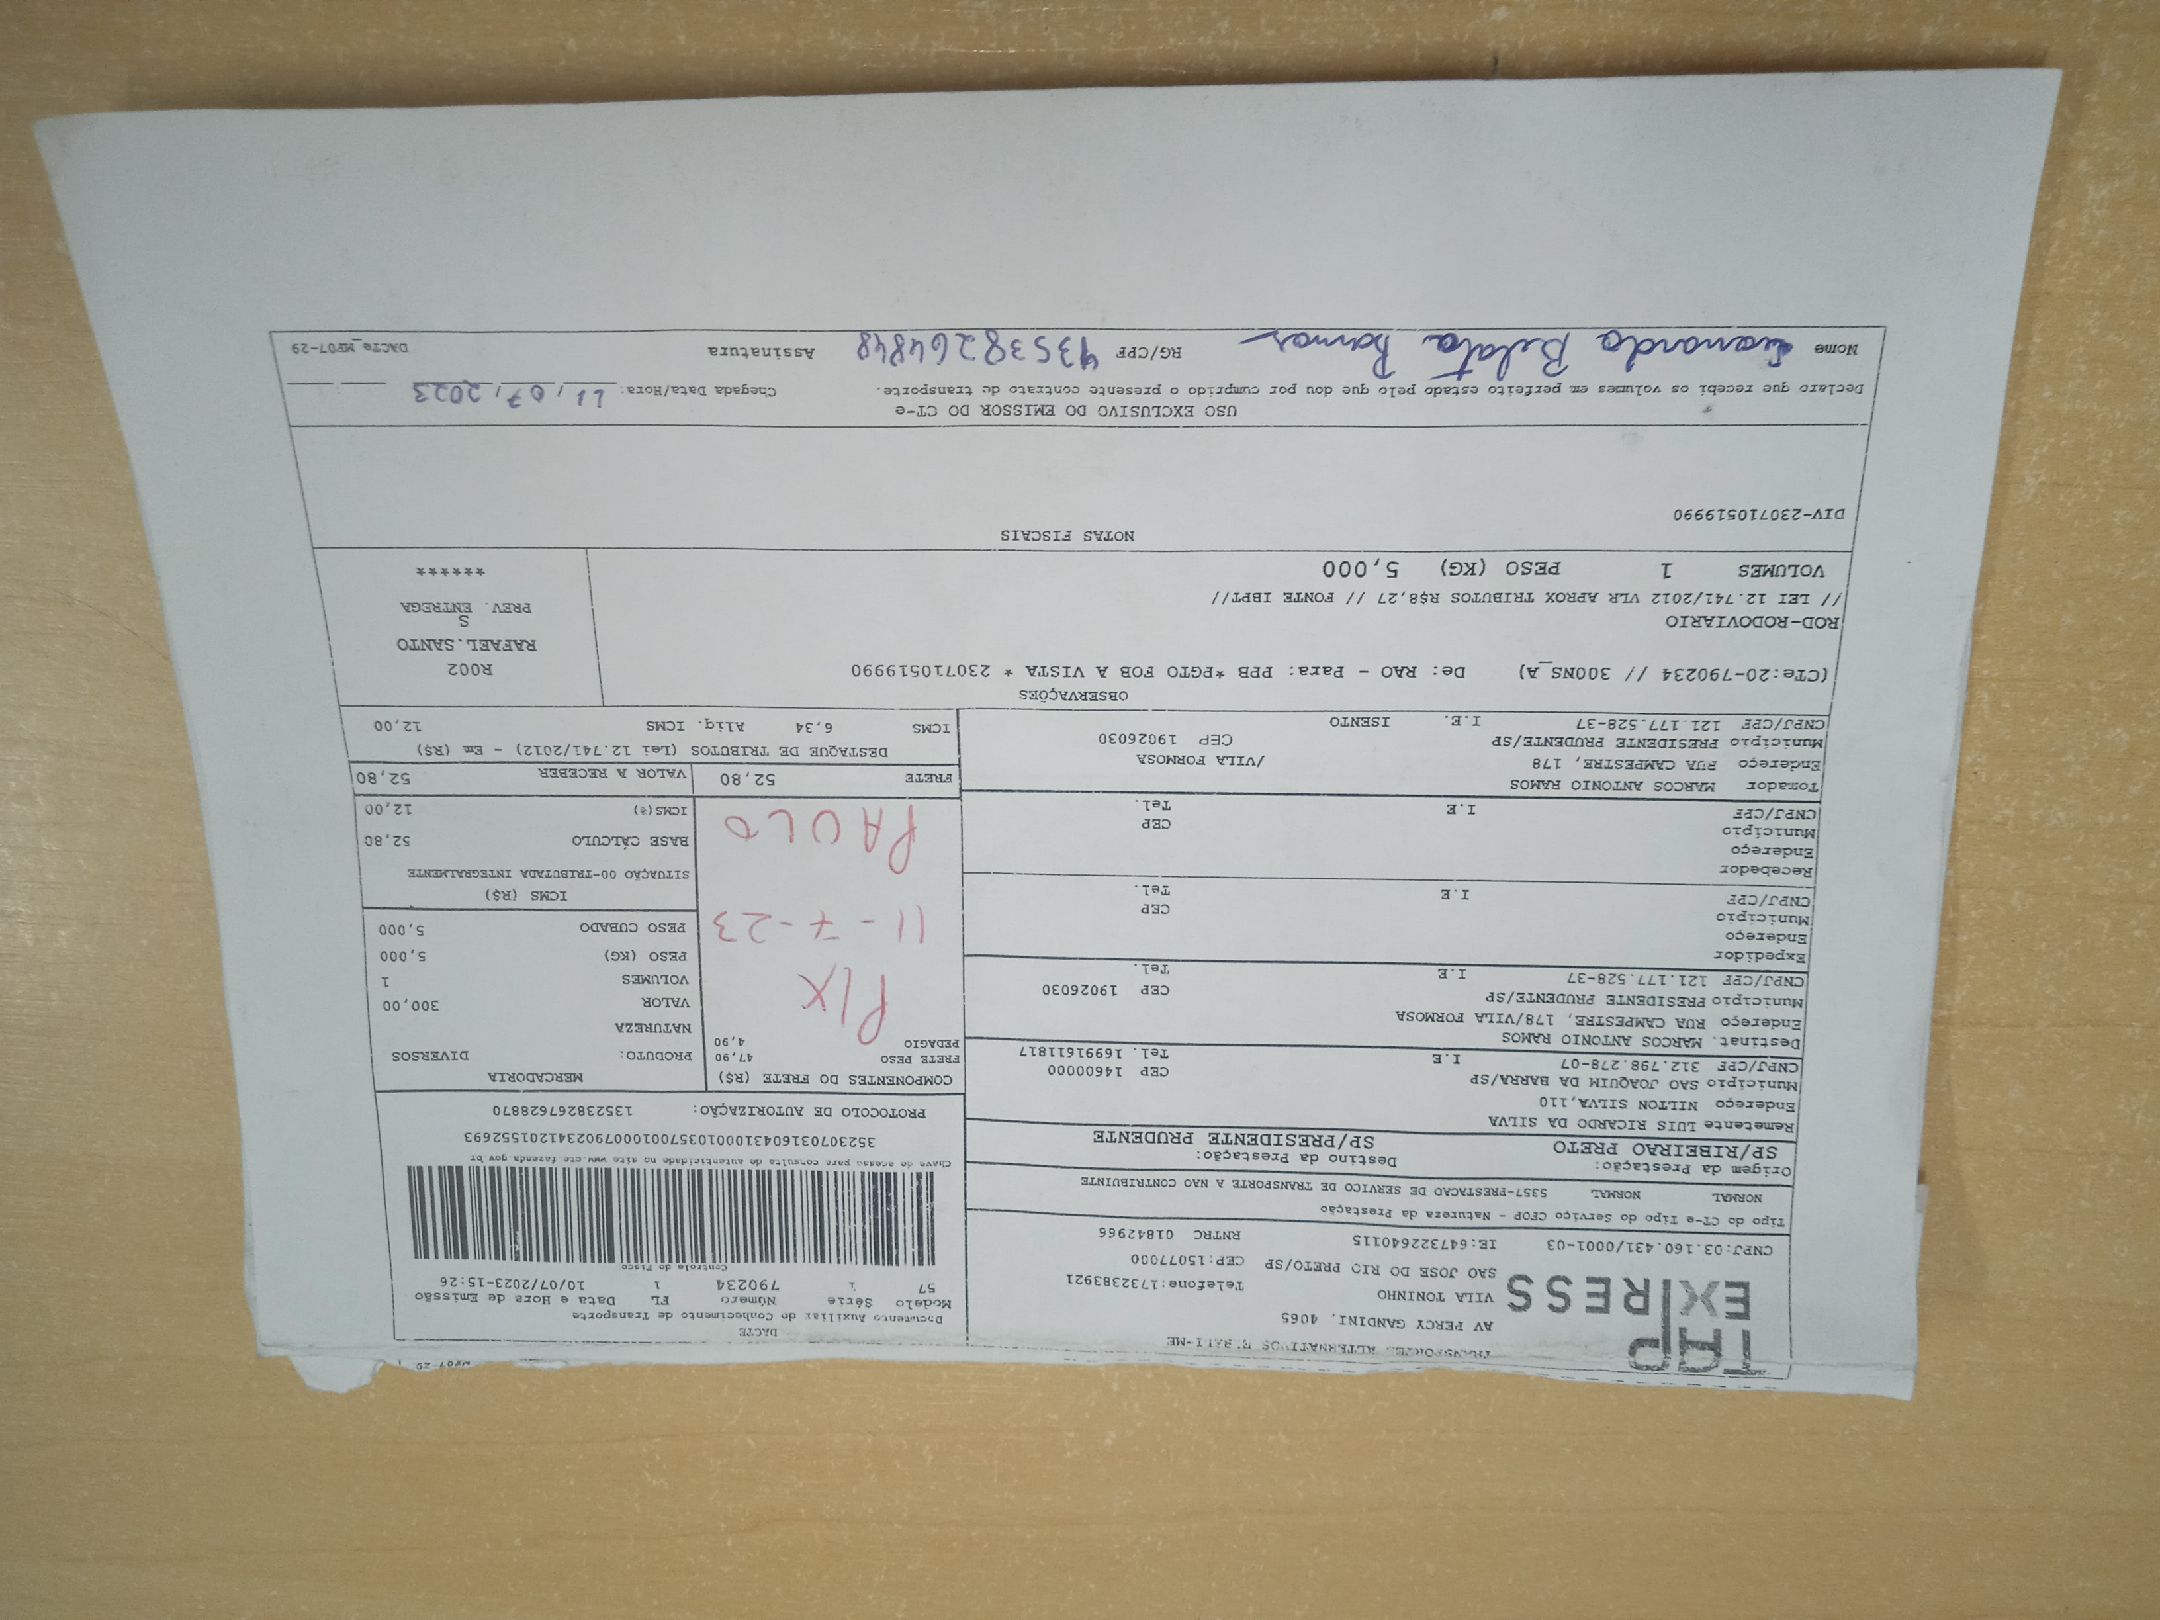 TAP
EXPRESS
AV PERCY GANDINI, 4065
VILA TONINHO
Telefone:1732383921
SAO JOSE DO RIO PRETO/SP CEP:15077000
CNPJ:03.160.431/0001-03 IE:647322640115 RNTRC 01842966
DACTE
Documento Auxiliar do Conhecimento de Transporte
Modelo Série Número FL Data e Hora de Emissão
57 1 790234 1 10/07/2023-15:26
Controle do Fisco
Chave de acesso para consulta de autenticidade no site www.cte.fazenda.gov.br
PROTOCOLO DE AUTORIZAÇÃO: 135238267628870
Tipo do CT-e Tipo do Serviço CFOP - Natureza da Prestação
NORMAL NORMAL 5357-PRESTACAO DE SERVICO DE TRANSPORTE A NAO CONTRIBUINTE
Origem da Prestação: Destino da Prestação:
SP/RIBEIRAO PRETO SP/PRESIDENTE PRUDENTE
Remetente LUIS RICARDO DA SILVA
Endereço NILTON SILVA,110
Município SAO JOAQUIM DA BARRA/SP CEP 14600000
CNPJ/CPF 312.798.278-07 I.E Tel. 16991611817
Destinat. MARCOS ANTONIO RAMOS
Endereço RUA CAMPESTRE, 178/VILA FORMOSA
Município PRESIDENTE PRUDENTE/SP CEP 19026030
CNPJ/CPF 121.177.528-37 I.E Tel.
Expedidor
Endereço
Município CEP
CNPJ/CPF I.E Tel.
Recebedor
Endereço
Município CEP
CNPJ/CPF I.E Tel.
Tomador MARCOS ANTONIO RAMOS
Endereço RUA CAMPESTRE, 178 /VILA FORMOSA
Município PRESIDENTE PRUDENTE/SP CEP 19026030
CNPJ/CPF 121.177.528-37 I.E. ISENTO
COMPONENTES DO FRETE (R$)
FRETE PESO 47,90
PEDAGIO 4,90
PIX
11-7-23
PAULO
MERCADORIA
PRODUTO: DIVERSOS
NATUREZA
VALOR 300,00
VOLUMES 1
PESO (KG) 5,000
PESO CUBADO 5,000
ICMS (R$)
SITUAÇÃO 00-TRIBUTADA INTEGRALMENTE
BASE CÁLCULO 52,80
ICMS(%) 12,00
FRETE 52,80 VALOR A RECEBER 52,80
DESTAQUE DE TRIBUTOS (Lei 12.741/2012) - Em (R$)
ICMS 6,34 Aliq. ICMS 12,00
OBSERVAÇÕES
(CTe:20-790234 // 300NS_A) De: RAO - Para: PPB *PGTO FOB A VISTA * 230710519990
ROD-RODOVIARIO
// LEI 12.741/2012 VLR APROX TRIBUTOS R$8,27 // FONTE IBPT//
VOLUMES 1 PESO (KG) 5,000
R002
RAFAEL.SANTO
S
PREV. ENTREGA
******
NOTAS FISCAIS
DIV-230710519990
USO EXCLUSIVO DO EMISSOR DO CT-e
Declaro que recebi os volumes em perfeito estado pelo que dou por cumprido o presente contrato de transporte. Chegada Data/Hora: 11/07/2023
Nome Ramos RG/CPF 43538264848 Assinatura
DACTe_MP07-29